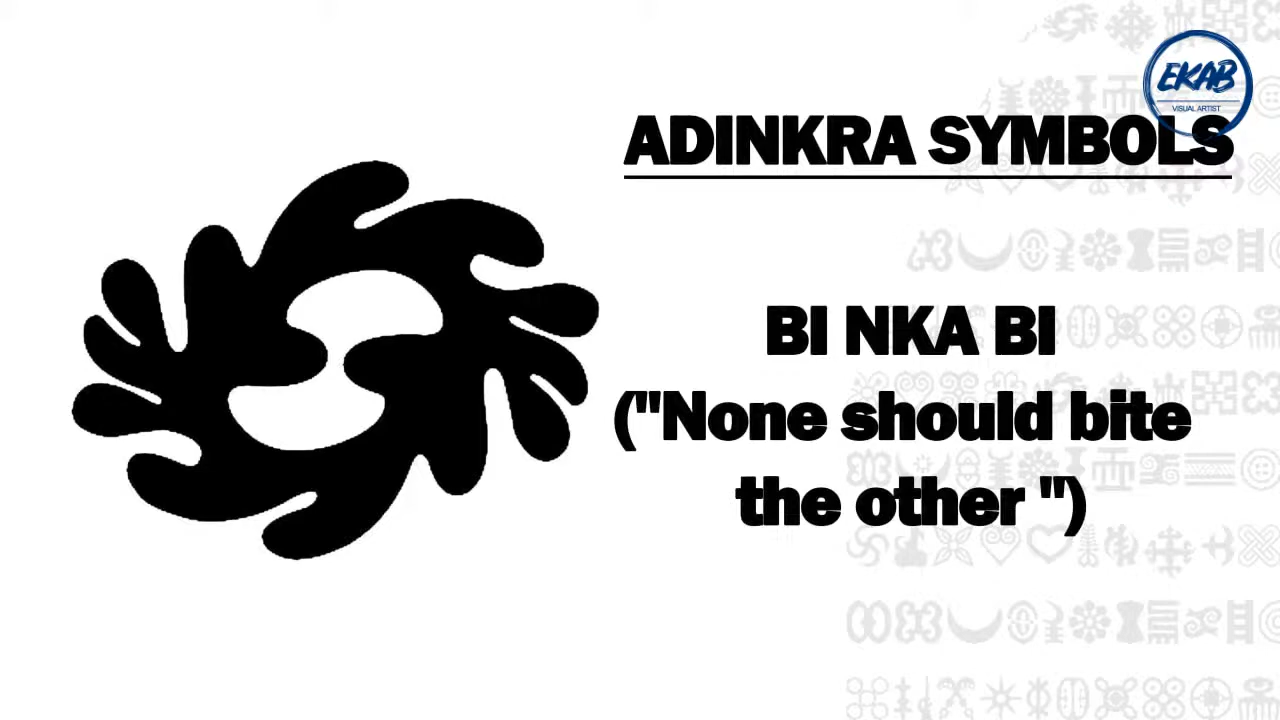 EKAB
VISUAL ARTIST
ADINKRA SYMBOLS
BI NKA BI
("None should bite
the other ")